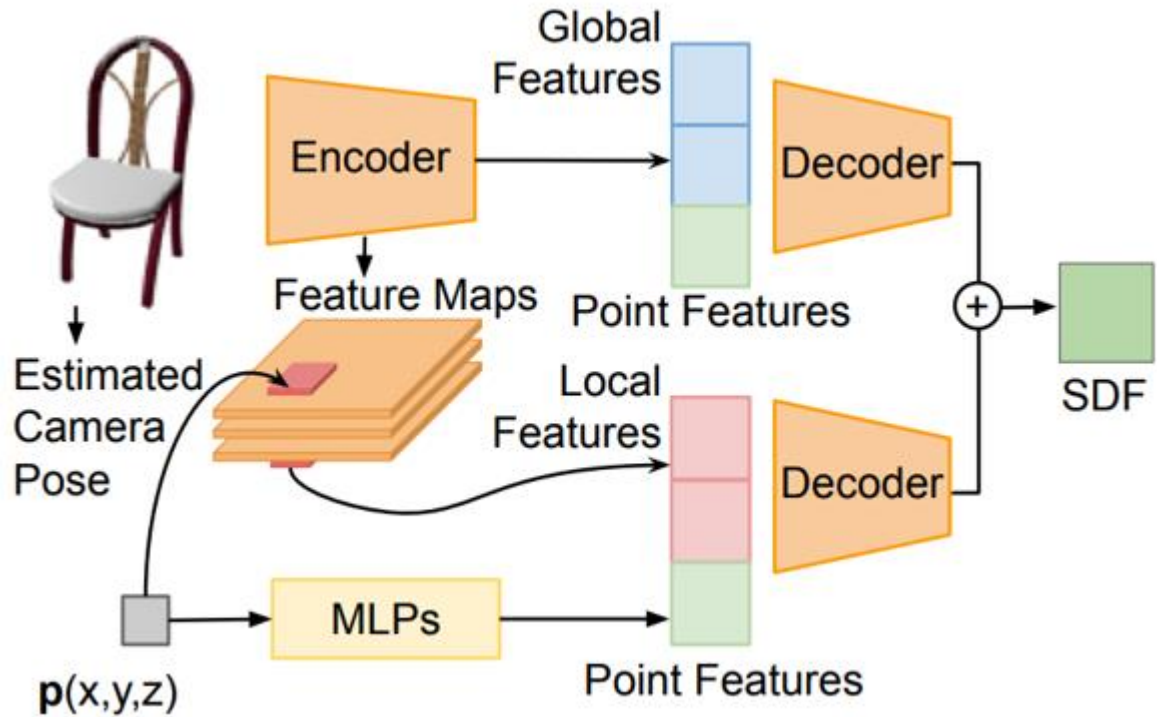 Global
Features
Encoder
Decoder
Feature Maps
Point Features
Estimated
Camera
Pose
Local
Features
SDF
Decoder
MLPs
p(x,y,z)
Point Features
+